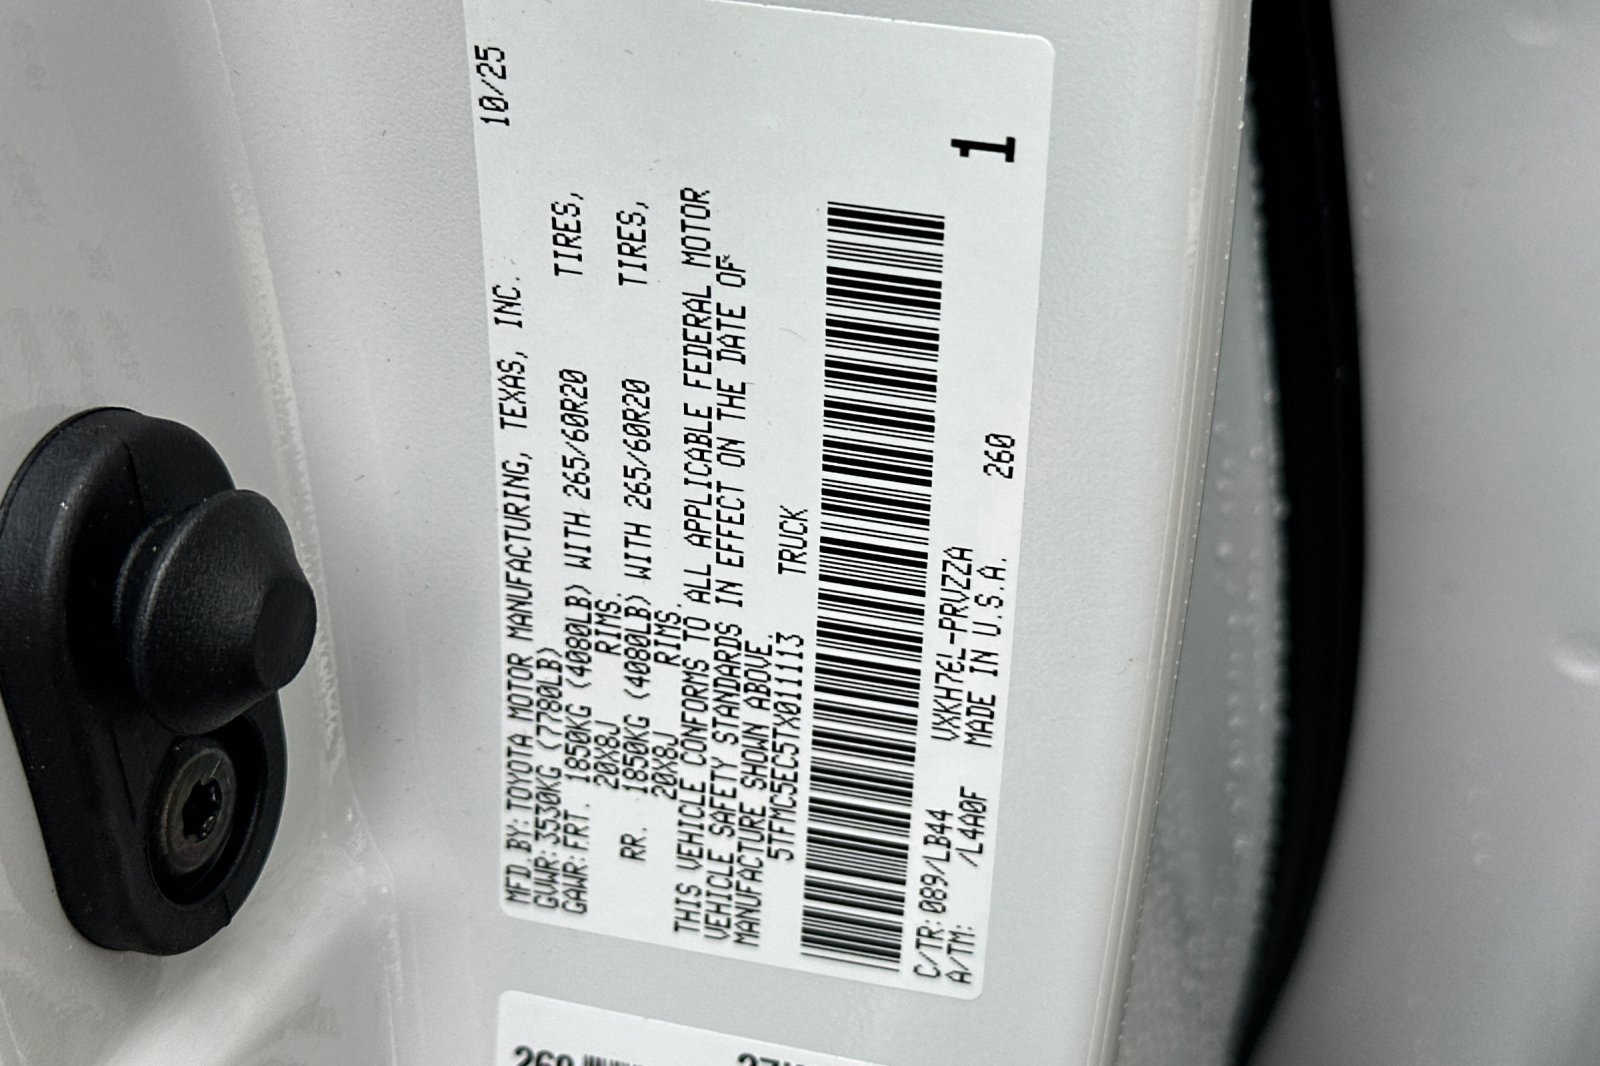 MFD.BY: TOYOTA MOTOR MANUFACTURING, TEXAS, INC. 10/25
GVWR: 3530KG (7780LB)
GAWR: FRT. 1850KG (4080LB) WITH 265/60R20 TIRES,
20X8J RIMS.
RR. 1850KG (4080LB) WITH 265/60R20 TIRES,
20X8J RIMS.
THIS VEHICLE CONFORMS TO ALL APPLICABLE FEDERAL MOTOR
VEHICLE SAFETY STANDARDS IN EFFECT ON THE DATE OF
MANUFACTURE SHOWN ABOVE.
5TFMC5EC5TX011113 TRUCK
C/TR: 089/LB44 VXKH7EL-PRVZZA 1
A/TM: /L4A0F MADE IN U.S.A. 260
260